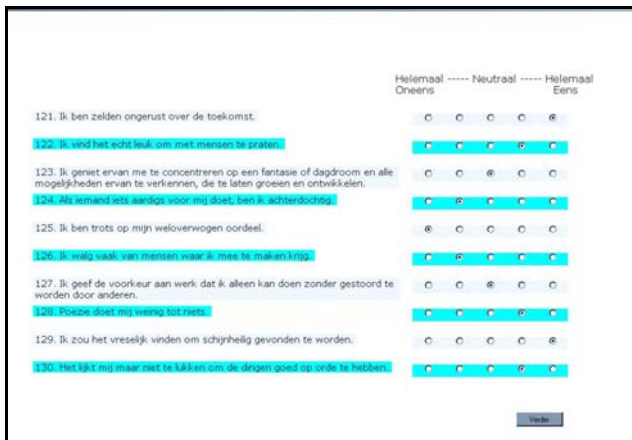 Helemaal ----- Neutraal ----- Helemaal
Oneens Eens
121. Ik ben zelden ongerust over de toekomst.
122. Ik vind het echt leuk om met mensen te praten.
123. Ik geniet ervan me te concentreren op een fantasie of dagdroom en alle
mogelijkheden ervan te verkennen, die te laten groeien en ontwikkelen.
124. Als iemand iets aardigs voor mij doet, ben ik achterdochtig.
125. Ik ben trots op mijn weloverwogen oordeel.
126. Ik walg vaak van mensen waar ik mee te maken krijg.
127. Ik geef de voorkeur aan werk dat ik alleen kan doen zonder gestoord te
worden door anderen.
128. Poezie doet mij weinig tot niets.
129. Ik zou het vreselijk vinden om schijnheilig gevonden te worden.
130. Het lijkt mij maar niet te lukken om de dingen goed op orde te hebben.
Verder